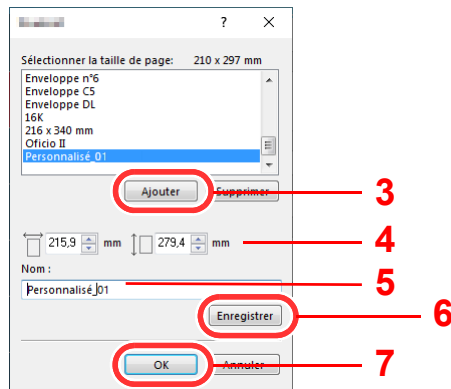 ? ×
Sélectionner la taille de page: 210 x 297 mm
Enveloppe n°6
Enveloppe C5
Enveloppe DL
16K
216 x 340 mm
Oficio II
Personnalisé_01
Ajouter Supprimer 3
215,9 mm 279,4 mm 4
Nom :
5
Personnalisé_01
Enregistrer 6
OK Annuler 7